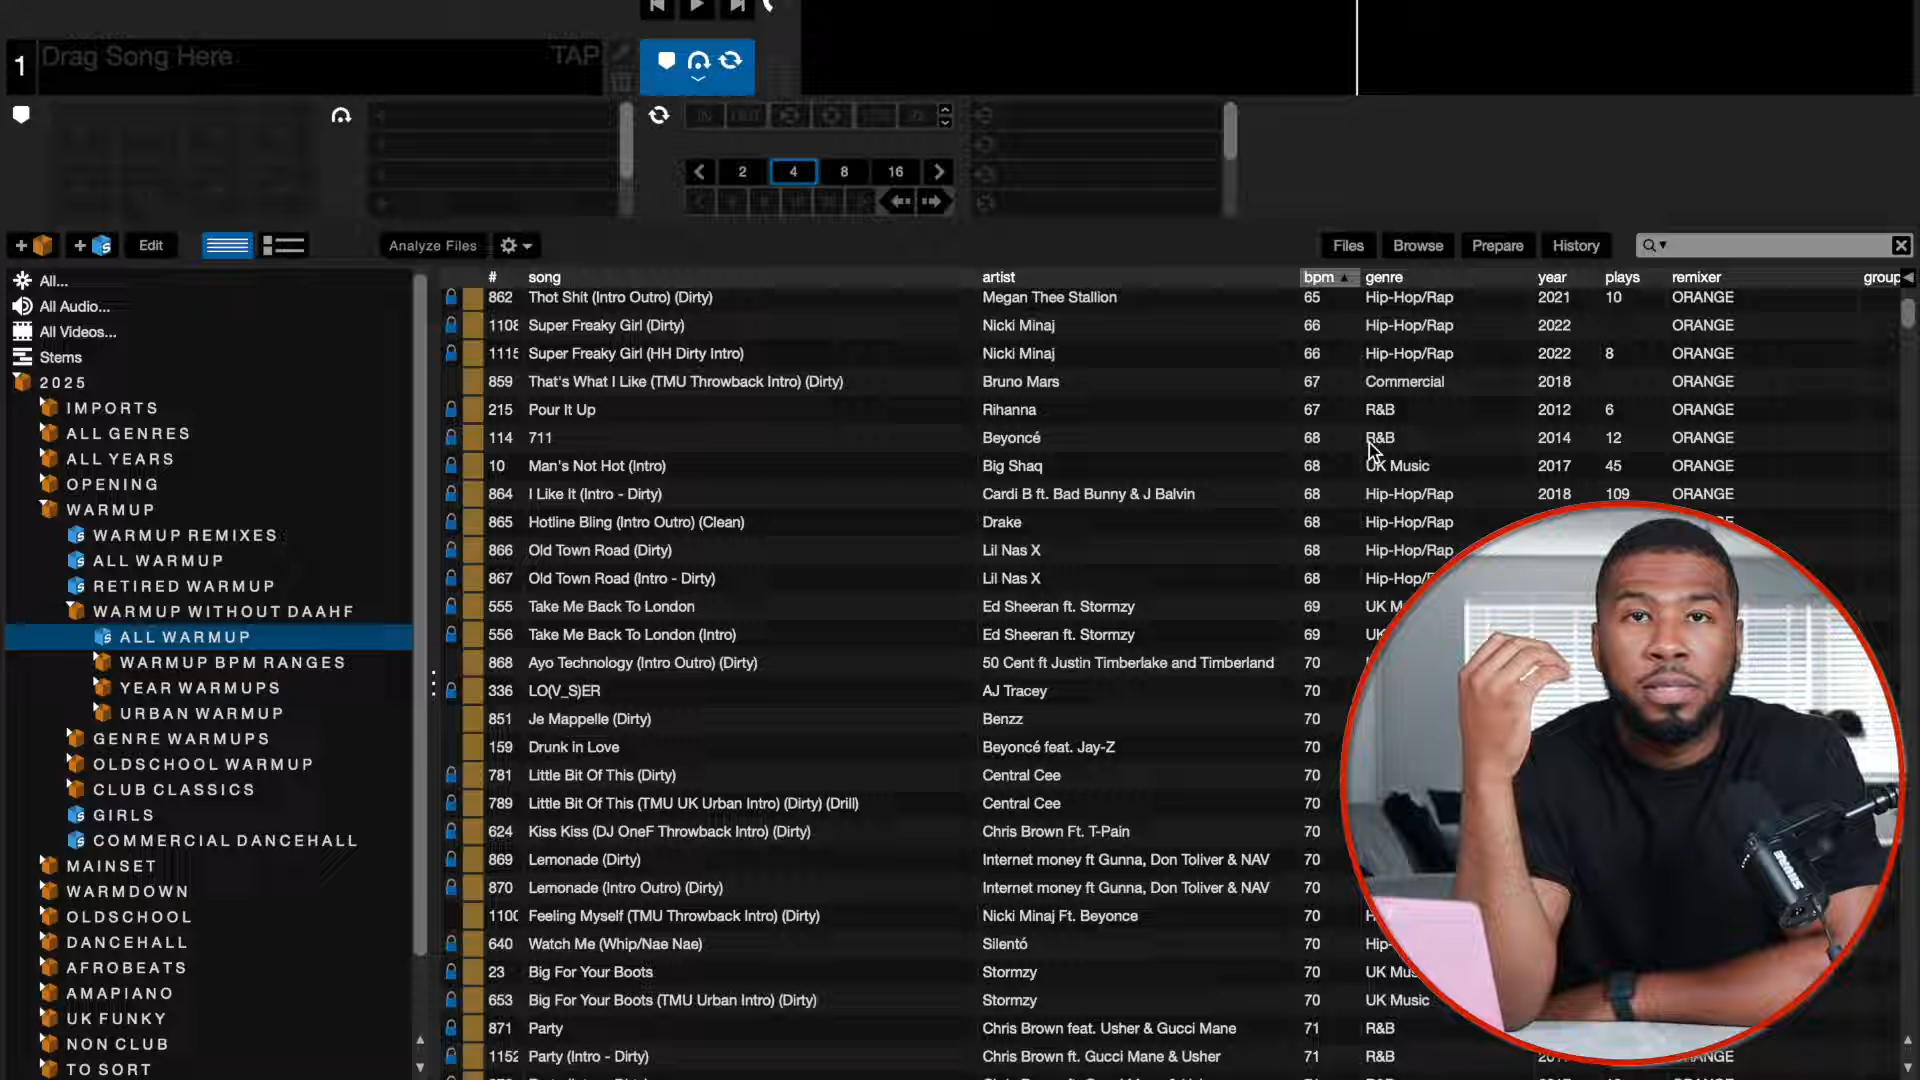 1 Drag Song Here TAP
IN OUT
2 4 8 16
Edit Analyze Files Files Browse Prepare History
All...
All Audio...
All Videos...
Stems
2025
IMPORTS
ALL GENRES
ALL YEARS
OPENING
WARMUP
WARMUP REMIXES
ALL WARMUP
RETIRED WARMUP
WARMUP WITHOUT DAAHF
ALL WARMUP
WARMUP BPM RANGES
YEAR WARMUPS
URBAN WARMUP
GENRE WARMUPS
OLDSCHOOL WARMUP
CLUB CLASSICS
GIRLS
COMMERCIAL DANCEHALL
MAINSET
WARMDOWN
OLDSCHOOL
DANCEHALL
AFROBEATS
AMAPIANO
UK FUNKY
NON CLUB
TO SORT
# song artist bpm genre year plays remixer group
862 Thot Shit (Intro Outro) (Dirty) Megan Thee Stallion 65 Hip-Hop/Rap 2021 10 ORANGE
1108 Super Freaky Girl (Dirty) Nicki Minaj 66 Hip-Hop/Rap 2022 ORANGE
1115 Super Freaky Girl (HH Dirty Intro) Nicki Minaj 66 Hip-Hop/Rap 2022 8 ORANGE
859 That's What I Like (TMU Throwback Intro) (Dirty) Bruno Mars 67 Commercial 2018 ORANGE
215 Pour It Up Rihanna 67 R&B 2012 6 ORANGE
114 711 Beyoncé 68 R&B 2014 12 ORANGE
10 Man's Not Hot (Intro) Big Shaq 68 UK Music 2017 45 ORANGE
864 I Like It (Intro - Dirty) Cardi B ft. Bad Bunny & J Balvin 68 Hip-Hop/Rap 2018 109 ORANGE
865 Hotline Bling (Intro Outro) (Clean) Drake 68 Hip-Hop/Rap
866 Old Town Road (Dirty) Lil Nas X 68 Hip-Hop/Rap
867 Old Town Road (Intro - Dirty) Lil Nas X 68 Hip-Hop/
555 Take Me Back To London Ed Sheeran ft. Stormzy 69 UK M
556 Take Me Back To London (Intro) Ed Sheeran ft. Stormzy 69 UK
868 Ayo Technology (Intro Outro) (Dirty) 50 Cent ft Justin Timberlake and Timberland 70
336 LO(V_S)ER AJ Tracey 70
851 Je Mappelle (Dirty) Benzz 70
159 Drunk in Love Beyoncé feat. Jay-Z 70
781 Little Bit Of This (Dirty) Central Cee 70
789 Little Bit Of This (TMU UK Urban Intro) (Dirty) (Drill) Central Cee 70
624 Kiss Kiss (DJ OneF Throwback Intro) (Dirty) Chris Brown Ft. T-Pain 70
869 Lemonade (Dirty) Internet money ft Gunna, Don Toliver & NAV 70
870 Lemonade (Intro Outro) (Dirty) Internet money ft Gunna, Don Toliver & NAV 70
1100 Feeling Myself (TMU Throwback Intro) (Dirty) Nicki Minaj Ft. Beyonce 70
640 Watch Me (Whip/Nae Nae) Silentó 70 Hip-
23 Big For Your Boots Stormzy 70 UK Mus
653 Big For Your Boots (TMU Urban Intro) (Dirty) Stormzy 70 UK Music
871 Party Chris Brown feat. Usher & Gucci Mane 71 R&B
1152 Party (Intro - Dirty) Chris Brown ft. Gucci Mane & Usher 71 R&B ANGE
SHURE